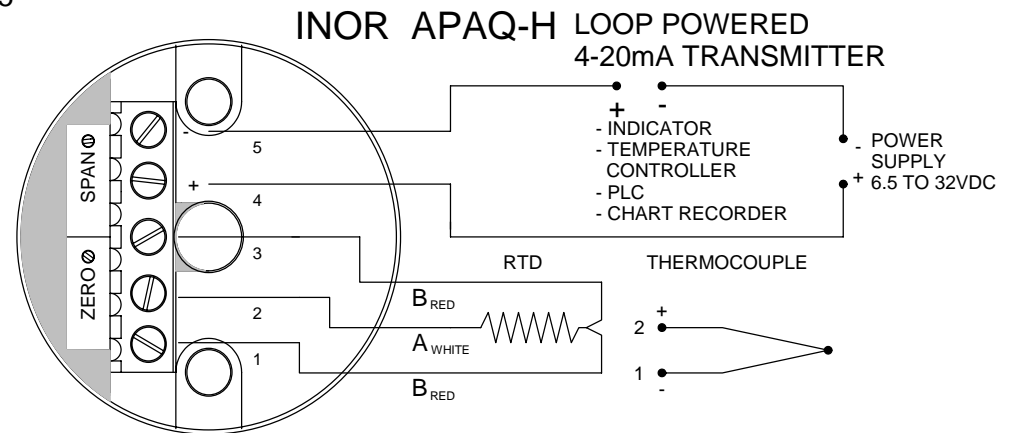 INOR APAQ-H LOOP POWERED
4-20mA TRANSMITTER
+ -
- INDICATOR
- TEMPERATURE
CONTROLLER
- PLC
- CHART RECORDER
- POWER
SUPPLY
+ 6.5 TO 32VDC
SPAN
ZERO
-
5
+
4
3
2
1
RTD
B RED
A WHITE
B RED
THERMOCOUPLE
+
2
1
-